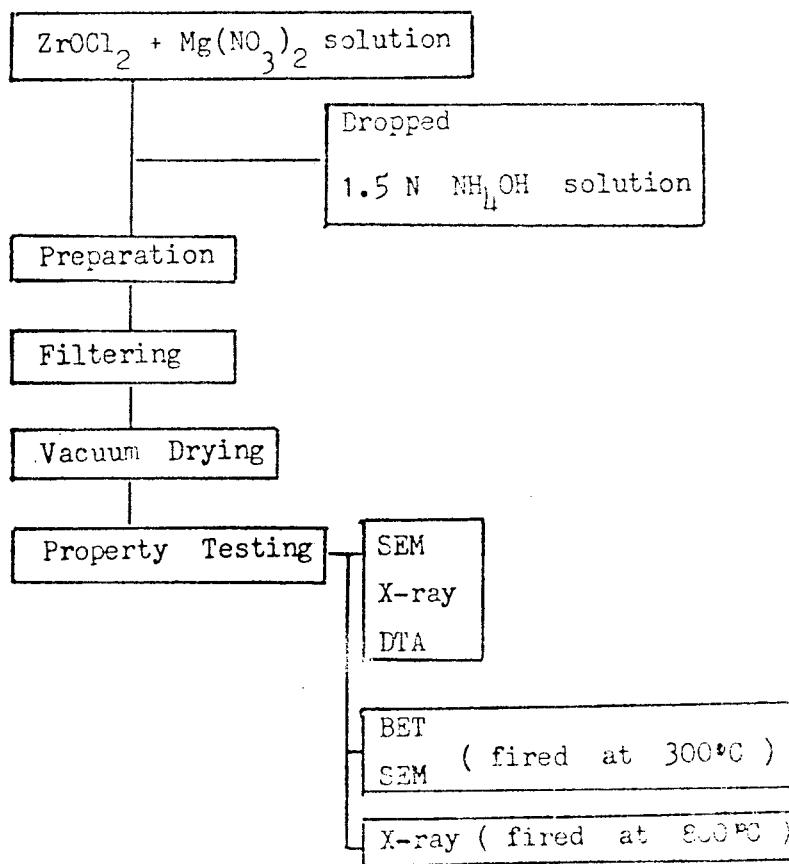 ZrOCl2 + Mg(NO3)2 solution
Dropped
1.5 N NH4OH solution
Preparation
Filtering
Vacuum Drying
Property Testing
SEM
X-ray
DTA
BET
SEM
( fired at 300°C )
X-ray ( fired at 800°C )